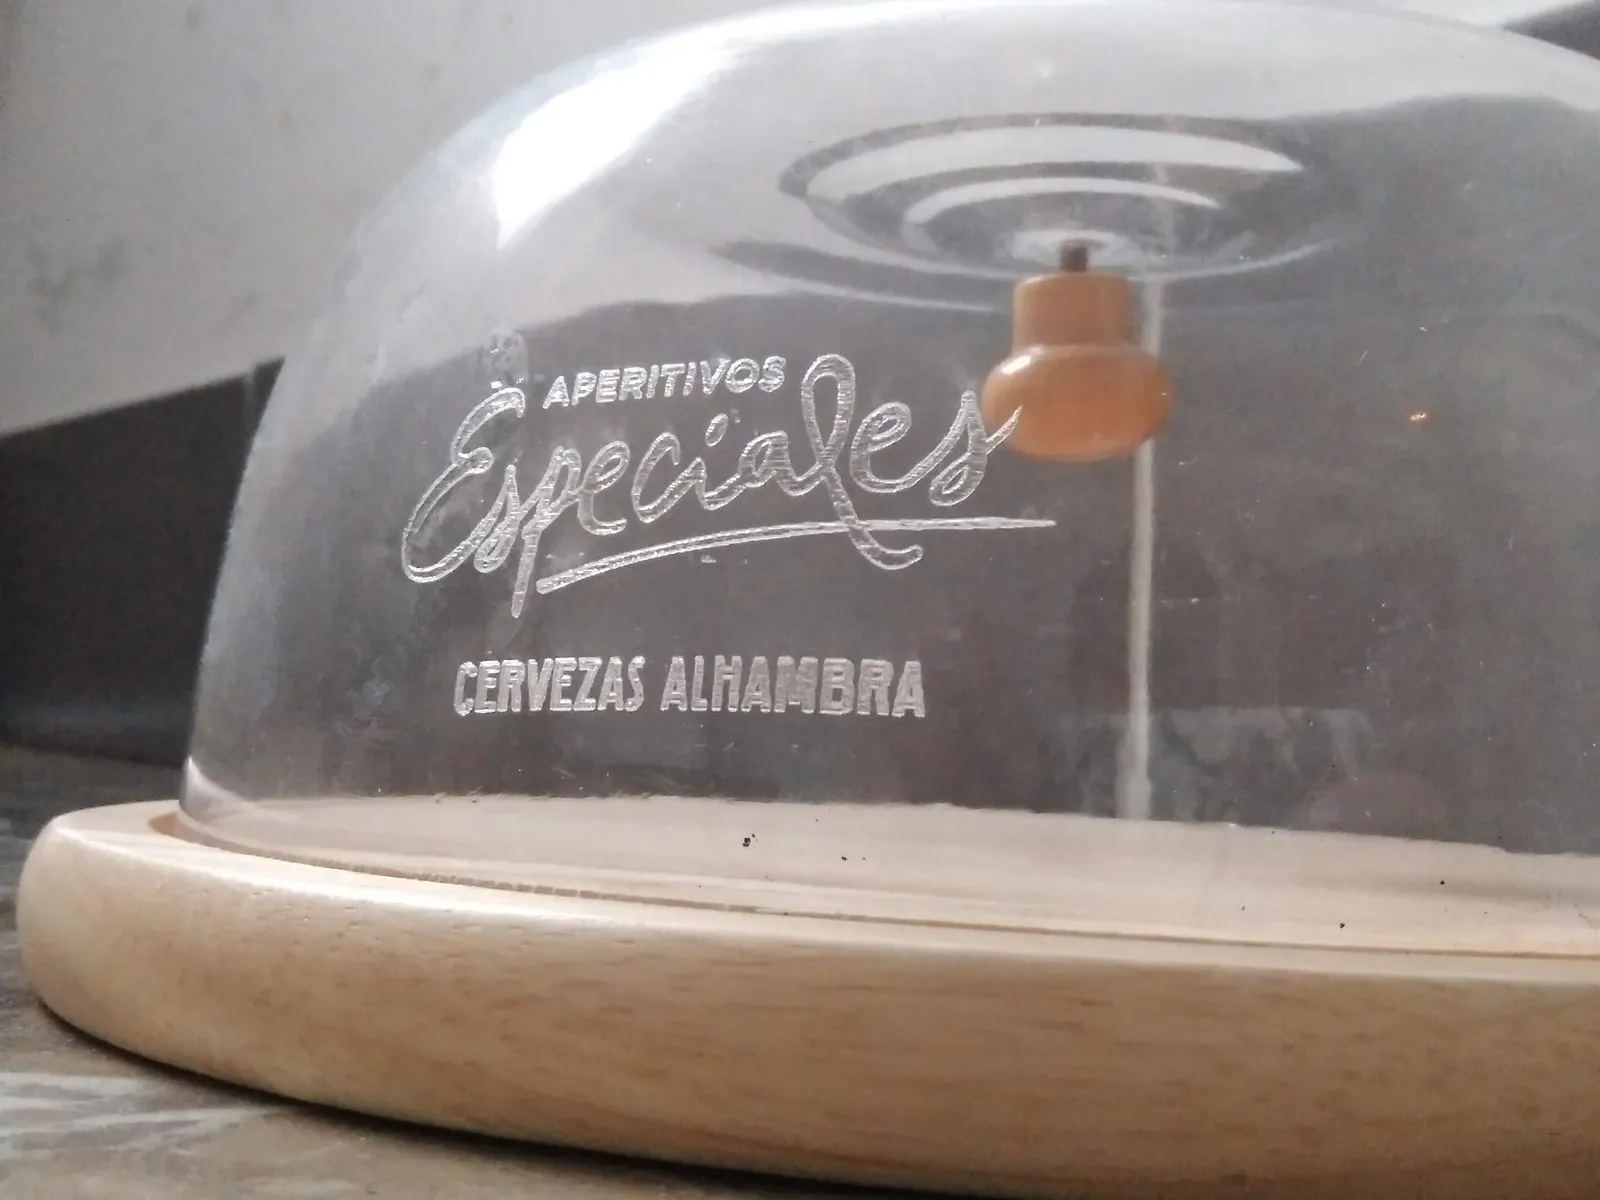 APERITIVOS
Especiales
CERVEZAS ALHAMBRA